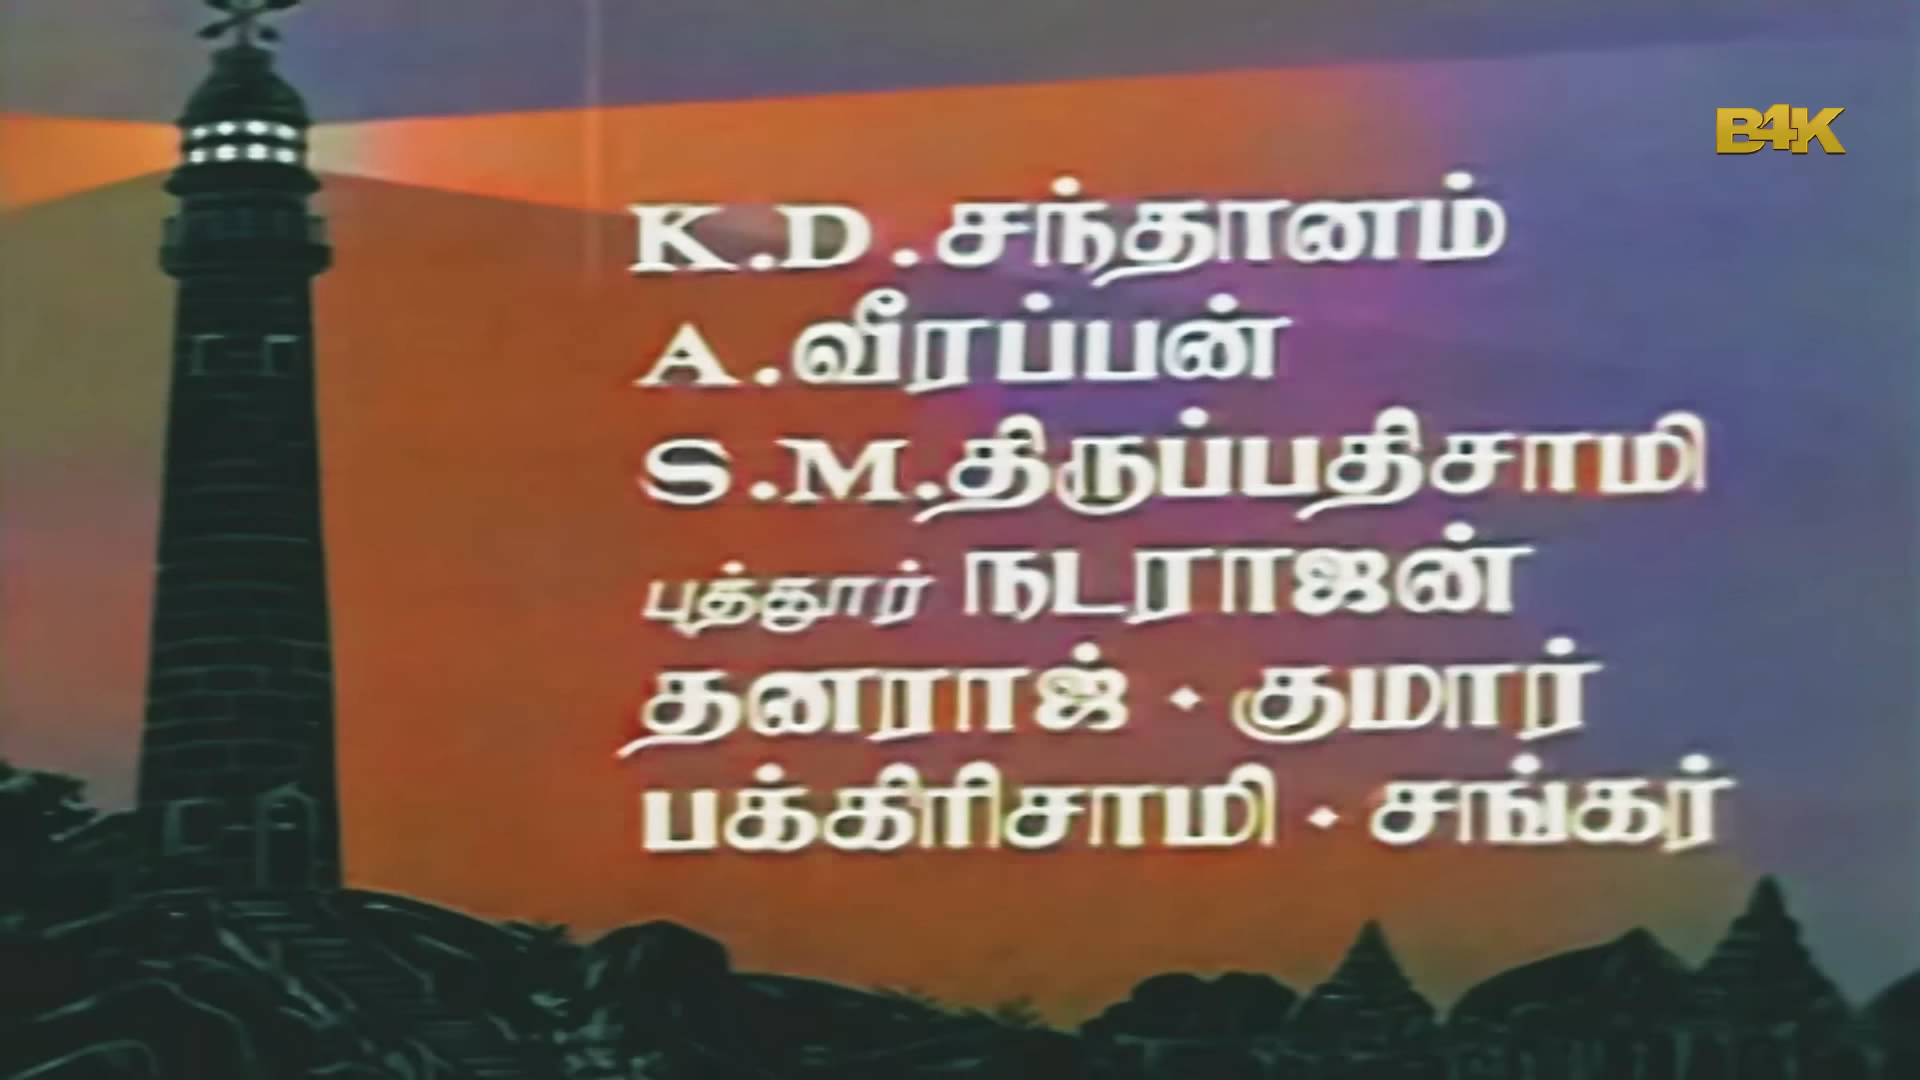 B4K
K.D.சந்தானம்
A.வீரப்பன்
S.M.திருப்பதிசாமி
புத்தூர் நடராஜன்
தனராஜ் · குமார்
பக்கிரிசாமி · சங்கர்